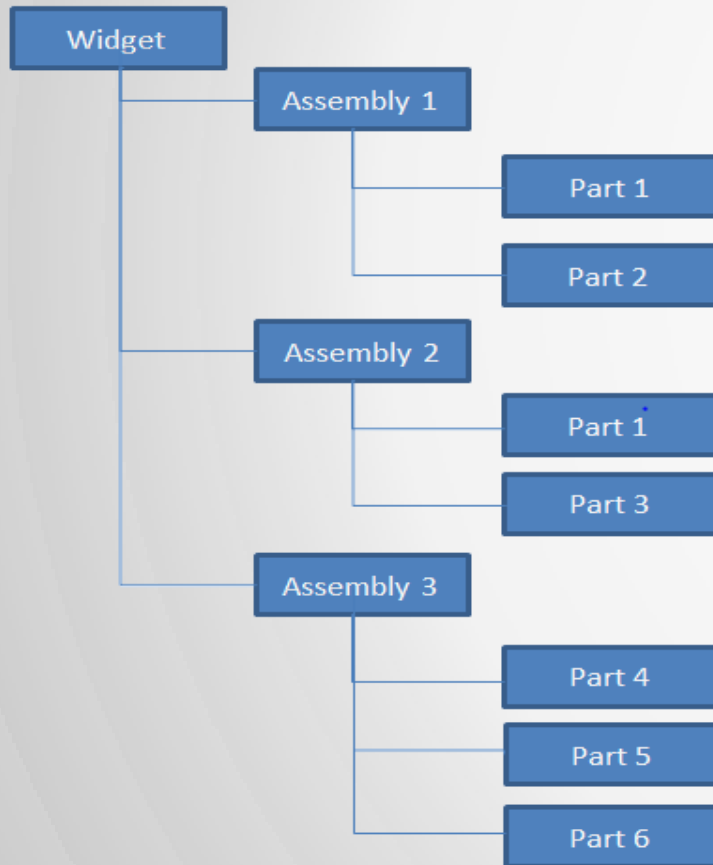 Widget
Assembly 1
Part 1
Part 2
Assembly 2
Part 1
Part 3
Assembly 3
Part 4
Part 5
Part 6